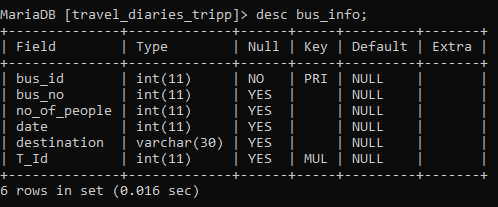 MariaDB [travel_diaries_tripp]> desc bus_info;
+--------------+-------------+------+-----+---------+-------+
| Field        | Type        | Null | Key | Default | Extra |
+--------------+-------------+------+-----+---------+-------+
| bus_id       | int(11)     | NO   | PRI | NULL    |       |
| bus_no       | int(11)     | YES  |     | NULL    |       |
| no_of_people | int(11)     | YES  |     | NULL    |       |
| date         | int(11)     | YES  |     | NULL    |       |
| destination  | varchar(30) | YES  |     | NULL    |       |
| T_Id         | int(11)     | YES  | MUL | NULL    |       |
+--------------+-------------+------+-----+---------+-------+
6 rows in set (0.016 sec)